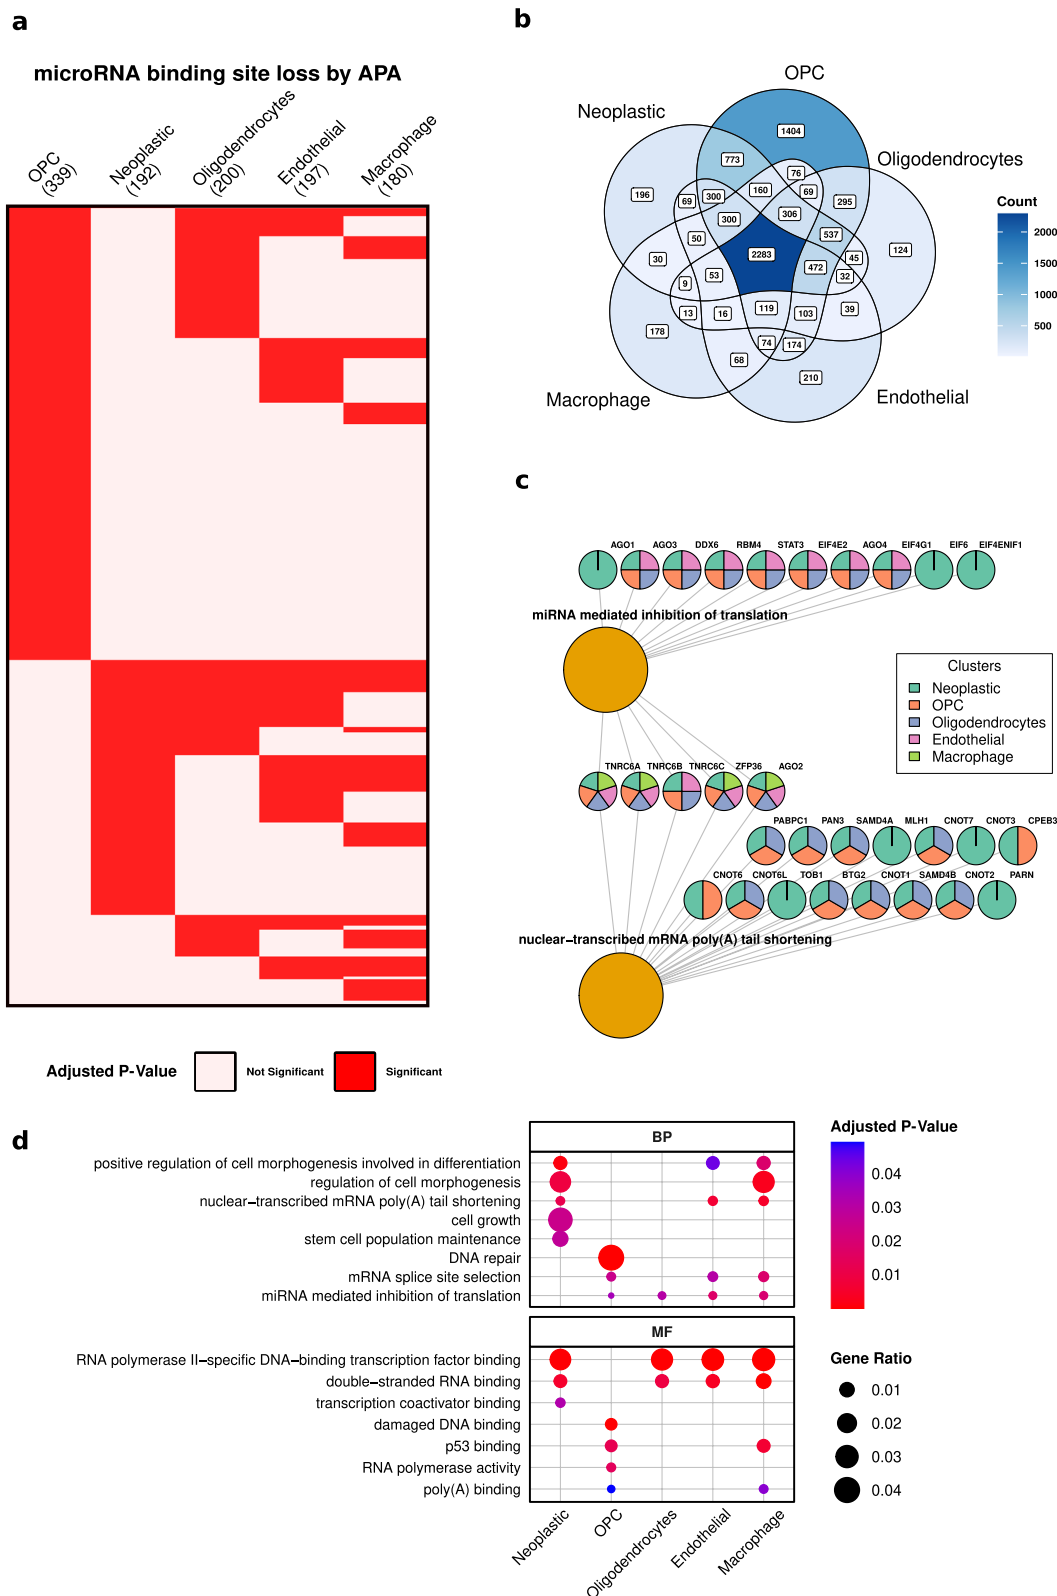 a
microRNA binding site loss by APA
OPC
(339)
Neoplastic
(192)
Oligodendrocytes
(200)
Endothelial
(197)
Macrophage
(180)
Adjusted P-Value
Not Significant
Significant
b
OPC
Neoplastic
Oligodendrocytes
Macrophage
Endothelial
1404
773
76
196
69
300
160
69
295
300
306
50
537
124
30
2283
45
9
53
472
32
13
16
119
103
39
178
74
174
68
210
Count
2000
1500
1000
500
c
AGO1
AGO3
DDX6
RBM4
STAT3
EIF4E2
AGO4
EIF4G1
EIF6
EIF4ENIF1
miRNA mediated inhibition of translation
Clusters
Neoplastic
OPC
Oligodendrocytes
Endothelial
Macrophage
TNRC6A
TNRC6B
TNRC6C
ZFP36
AGO2
PABPC1
PAN3
SAMD4A
MLH1
CNOT7
CNOT3
CPEB3
CNOT6
CNOT6L
TOB1
BTG2
CNOT1
SAMD4B
CNOT2
PARN
nuclear−transcribed mRNA poly(A) tail shortening
d
BP
positive regulation of cell morphogenesis involved in differentiation
regulation of cell morphogenesis
nuclear−transcribed mRNA poly(A) tail shortening
cell growth
stem cell population maintenance
DNA repair
mRNA splice site selection
miRNA mediated inhibition of translation
MF
RNA polymerase II−specific DNA−binding transcription factor binding
double−stranded RNA binding
transcription coactivator binding
damaged DNA binding
p53 binding
RNA polymerase activity
poly(A) binding
Neoplastic
OPC
Oligodendrocytes
Endothelial
Macrophage
Adjusted P-Value
0.04
0.03
0.02
0.01
Gene Ratio
0.01
0.02
0.03
0.04